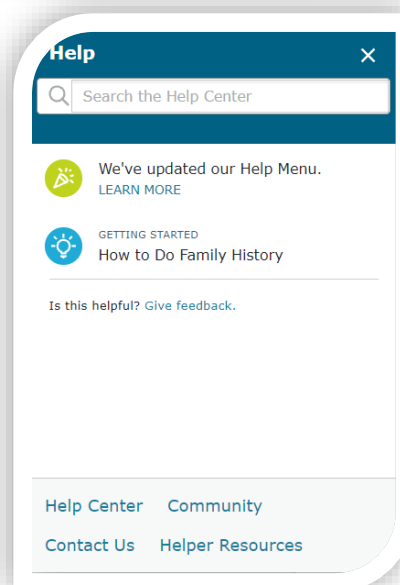 Help
Search the Help Center
We've updated our Help Menu.
LEARN MORE
GETTING STARTED
How to Do Family History
Is this helpful? Give feedback.
Help Center Community
Contact Us Helper Resources